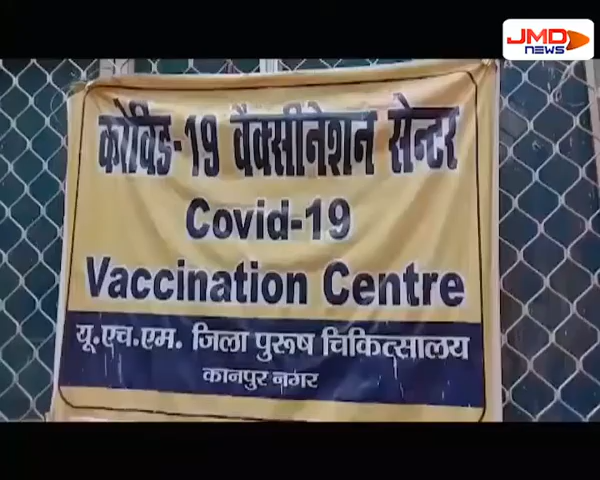 JMD
NEWS
कोविड-19 वैक्सीनेशन सेन्टर
Covid-19
Vaccination Centre
यू.एच.एम. जिला पुरूष चिकित्सालय
कानपुर नगर